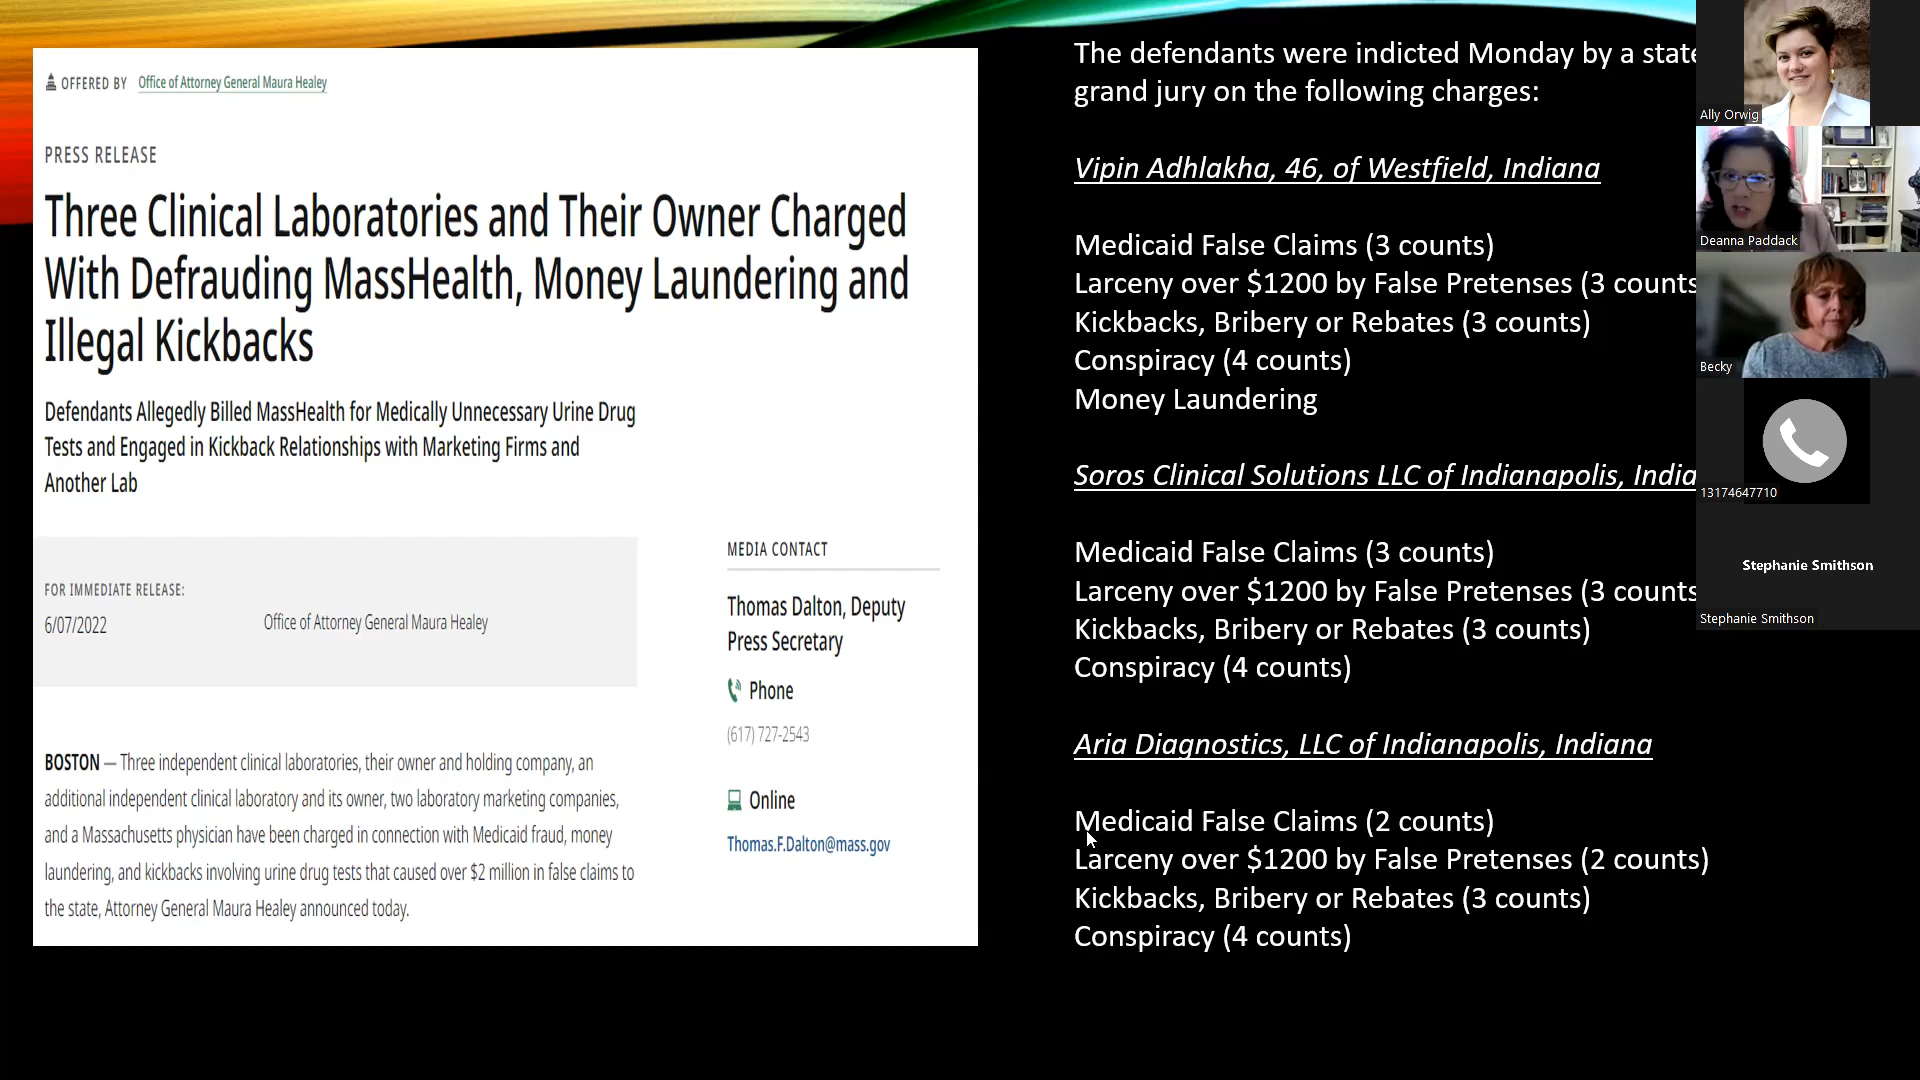 OFFERED BY Office of Attorney General Maura Healey
PRESS RELEASE
Three Clinical Laboratories and Their Owner Charged
With Defrauding MassHealth, Money Laundering and
Illegal Kickbacks
Defendants Allegedly Billed MassHealth for Medically Unnecessary Urine Drug
Tests and Engaged in Kickback Relationships with Marketing Firms and
Another Lab
FOR IMMEDIATE RELEASE:
6/07/2022
Office of Attorney General Maura Healey
MEDIA CONTACT
Thomas Dalton, Deputy
Press Secretary
Phone
(617) 727-2543
Online
Thomas.F.Dalton@mass.gov
BOSTON — Three independent clinical laboratories, their owner and holding company, an
additional independent clinical laboratory and its owner, two laboratory marketing companies,
and a Massachusetts physician have been charged in connection with Medicaid fraud, money
laundering, and kickbacks involving urine drug tests that caused over $2 million in false claims to
the state, Attorney General Maura Healey announced today.
The defendants were indicted Monday by a state
grand jury on the following charges:
Vipin Adhlakha, 46, of Westfield, Indiana
Medicaid False Claims (3 counts)
Larceny over $1200 by False Pretenses (3 counts
Kickbacks, Bribery or Rebates (3 counts)
Conspiracy (4 counts)
Money Laundering
Soros Clinical Solutions LLC of Indianapolis, India
Medicaid False Claims (3 counts)
Larceny over $1200 by False Pretenses (3 counts
Kickbacks, Bribery or Rebates (3 counts)
Conspiracy (4 counts)
Aria Diagnostics, LLC of Indianapolis, Indiana
Medicaid False Claims (2 counts)
Larceny over $1200 by False Pretenses (2 counts)
Kickbacks, Bribery or Rebates (3 counts)
Conspiracy (4 counts)
Ally Orwig
Deanna Paddack
Becky
13174647710
Stephanie Smithson
Stephanie Smithson